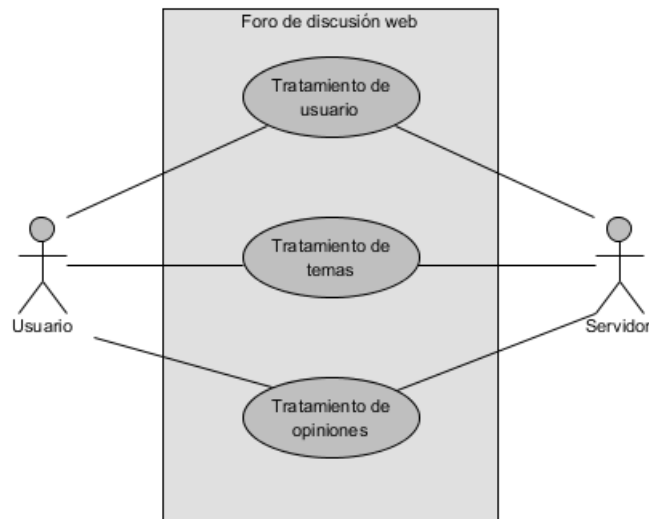 Foro de discusión web
Tratamiento de
usuario
Tratamiento de
temas
Usuario
Servidor
Tratamiento de
opiniones